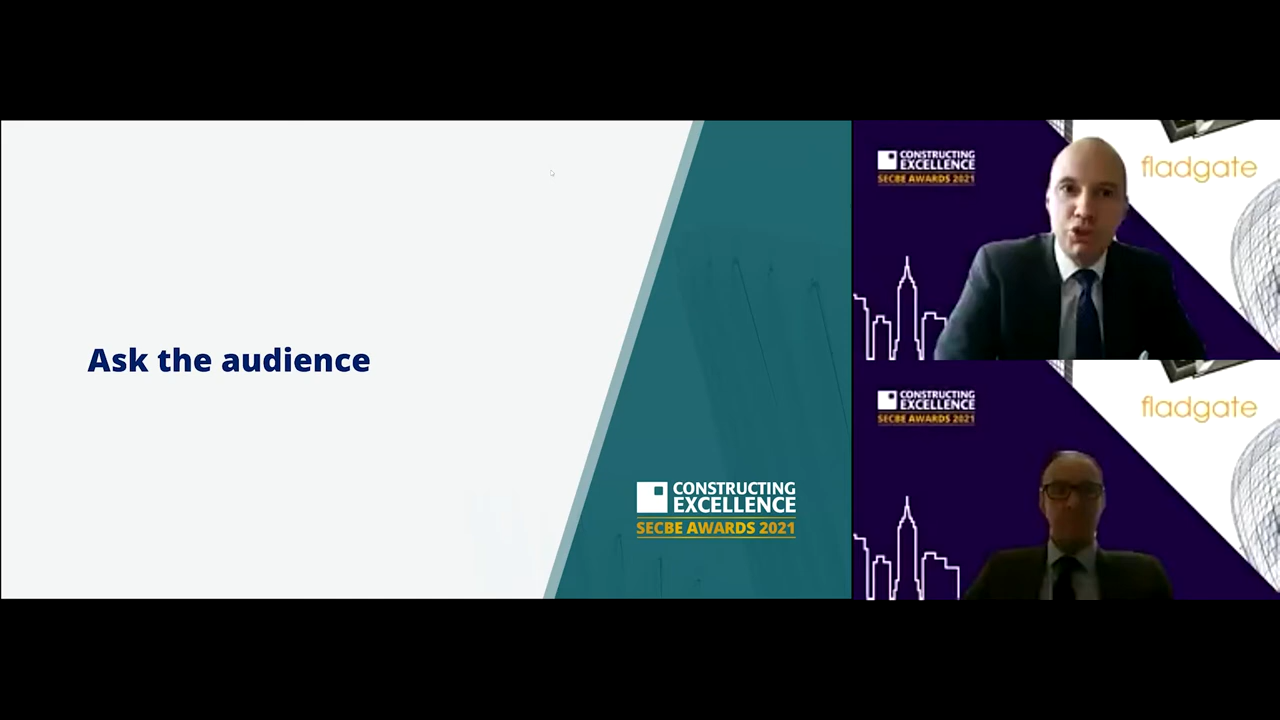 Ask the audience
CONSTRUCTING
EXCELLENCE
SECBE AWARDS 2021
CONSTRUCTING
EXCELLENCE
SECBE AWARDS 2021
fladgate
CONSTRUCTING
EXCELLENCE
SECBE AWARDS 2021
fladgate